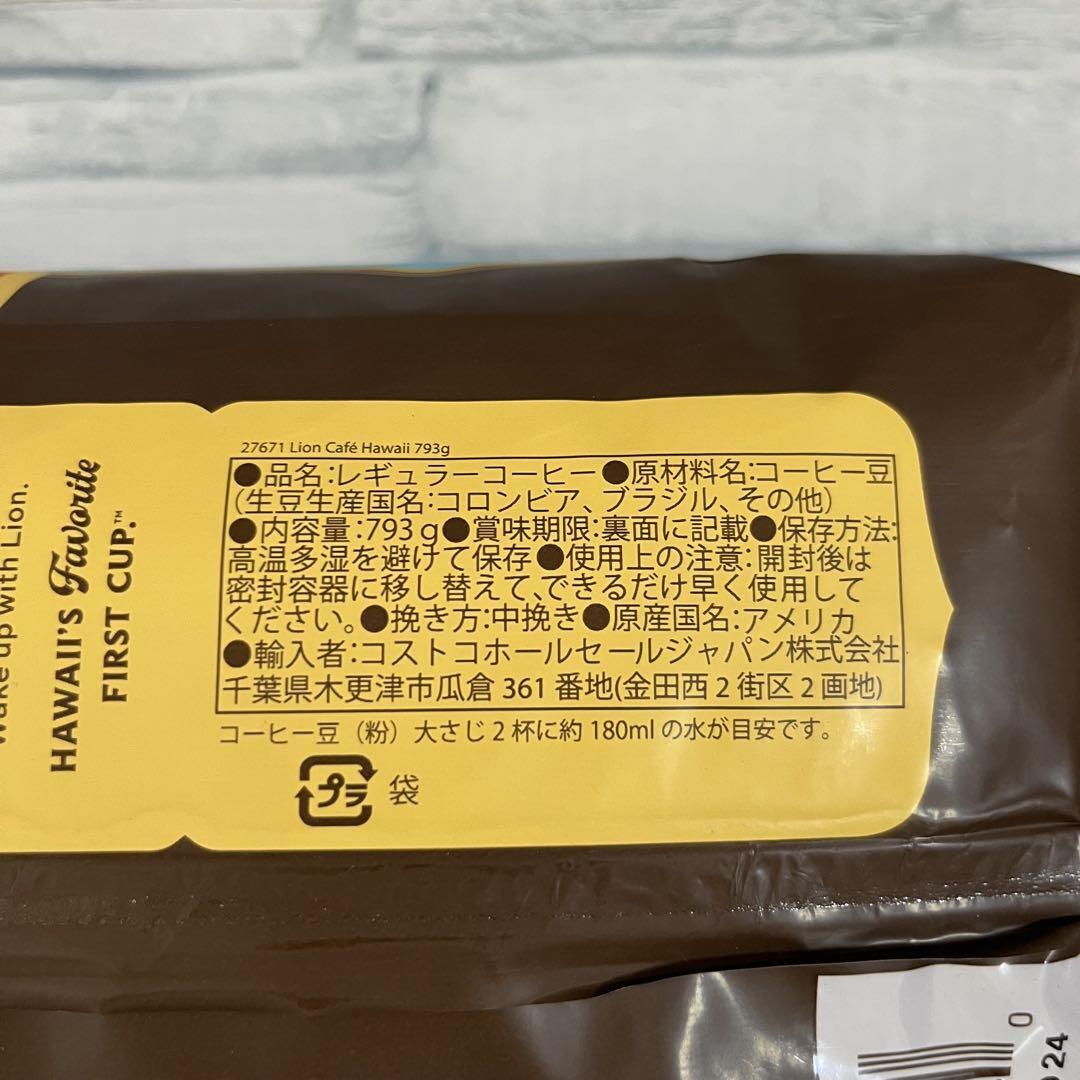 27671 Lion Café Hawaii 793g
●品名:レギュラーコーヒー●原材料名:コーヒー豆
(生豆生産国名:コロンビア、ブラジル、その他)
●内容量:793g●賞味期限:裏面に記載●保存方法:
高温多湿を避けて保存●使用上の注意:開封後は
密封容器に移し替えて、できるだけ早く使用して
ください。●挽き方:中挽き●原産国名:アメリカ
●輸入者:コストコホールセールジャパン株式会社
千葉県木更津市瓜倉 361 番地(金田西 2 街区 2 画地)
コーヒー豆（粉）大さじ 2 杯に約 180ml の水が目安です。
プラ 袋
up with Lion.
HAWAII'S Favorite
FIRST CUP.™
0
24